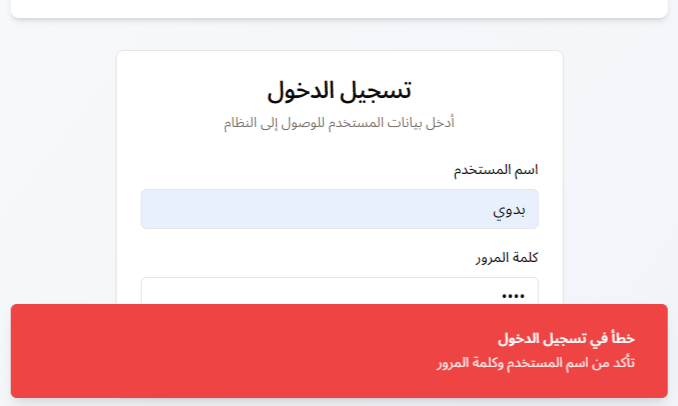 تسجيل الدخول
أدخل بيانات المستخدم للوصول إلى النظام
اسم المستخدم
بدوي
كلمة المرور
••••
خطأ في تسجيل الدخول
تأكد من اسم المستخدم وكلمة المرور